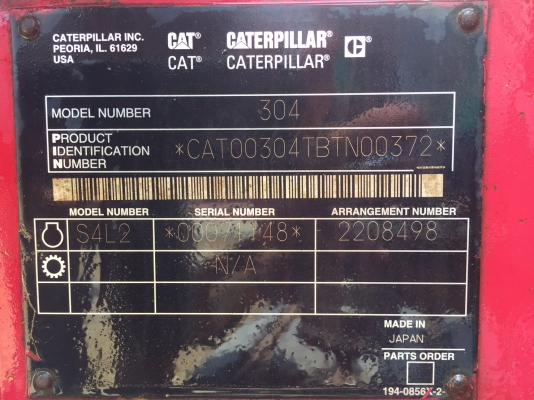 CATERPILLAR INC.
PEORIA, IL. 61629
USA
CAT® CATERPILLAR® C®
CAT® CATERPILLAR®
MODEL NUMBER 304
PRODUCT
IDENTIFICATION
NUMBER *CAT00304TBTN00372*
MODEL NUMBER SERIAL NUMBER ARRANGEMENT NUMBER
S4L2 2208498
N/A
MADE IN
JAPAN
PARTS ORDER